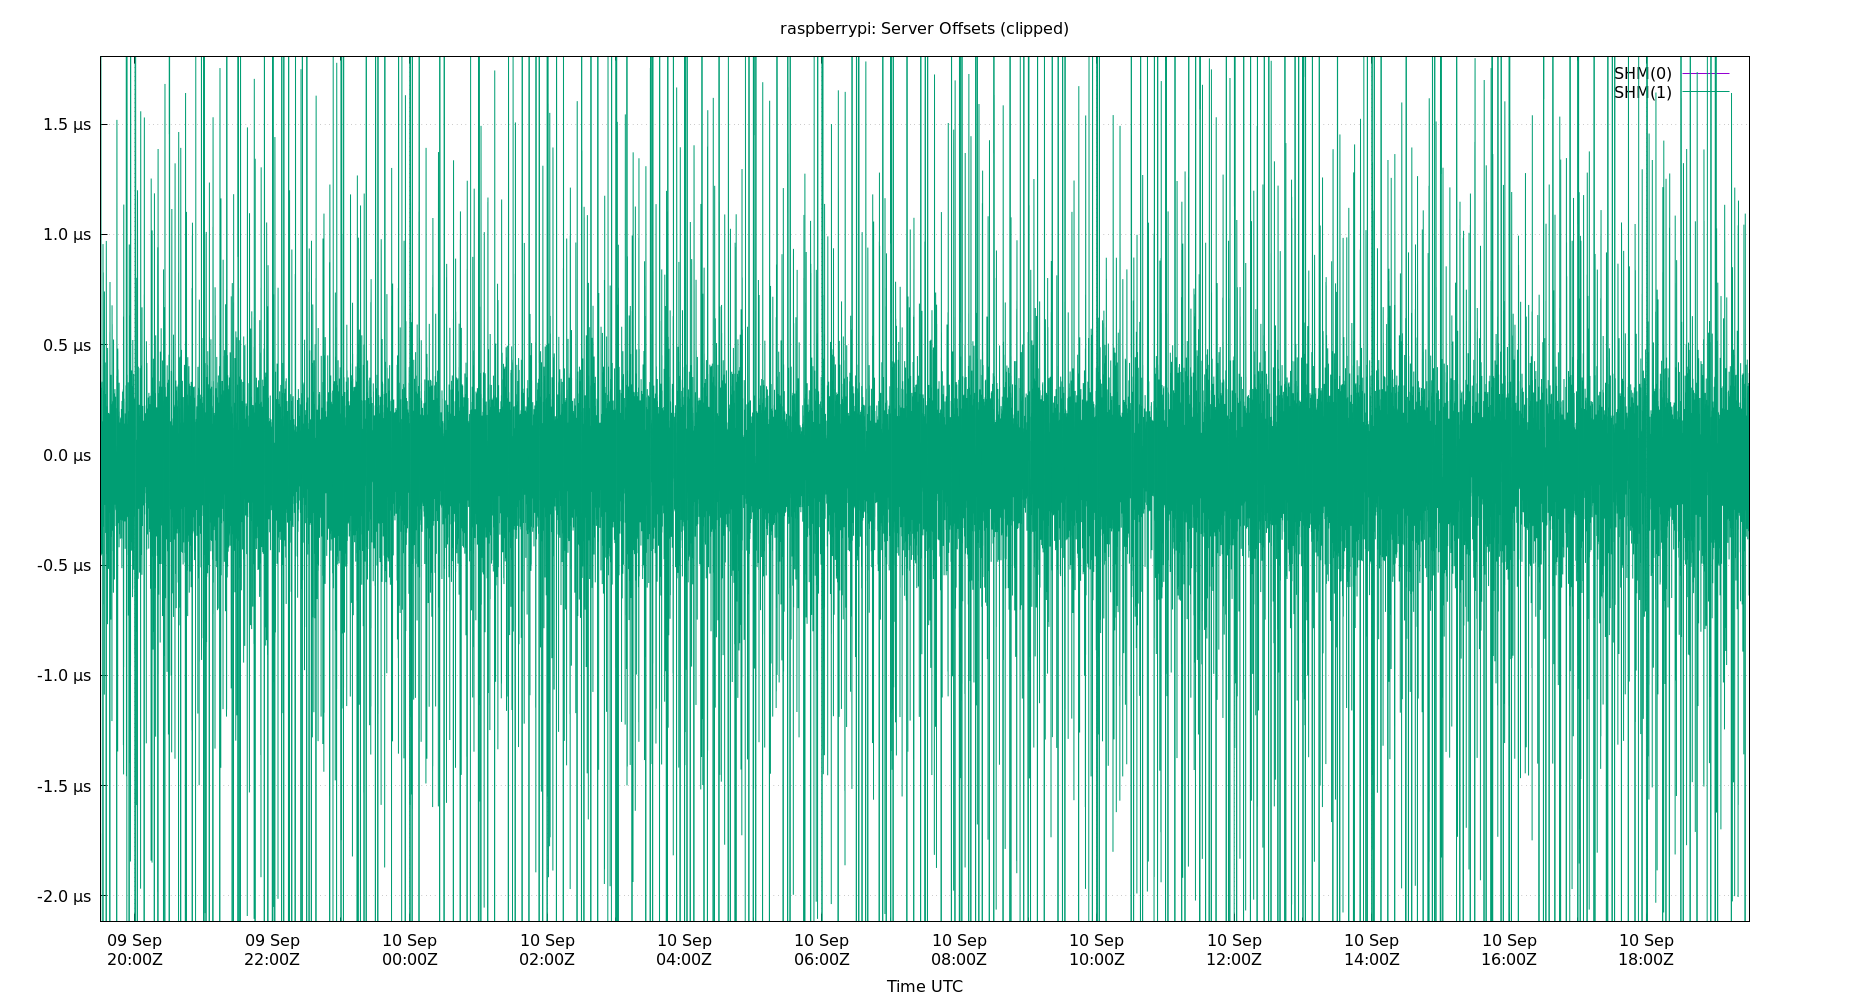 raspberrypi: Server Offsets (clipped)
SHM(0)
SHM(1)
1.5 µs
1.0 µs
0.5 µs
0.0 µs
-0.5 µs
-1.0 µs
-1.5 µs
-2.0 µs
09 Sep 09 Sep 10 Sep 10 Sep 10 Sep 10 Sep 10 Sep 10 Sep 10 Sep 10 Sep 10 Sep 10 Sep
20:00Z 22:00Z 00:00Z 02:00Z 04:00Z 06:00Z 08:00Z 10:00Z 12:00Z 14:00Z 16:00Z 18:00Z
Time UTC